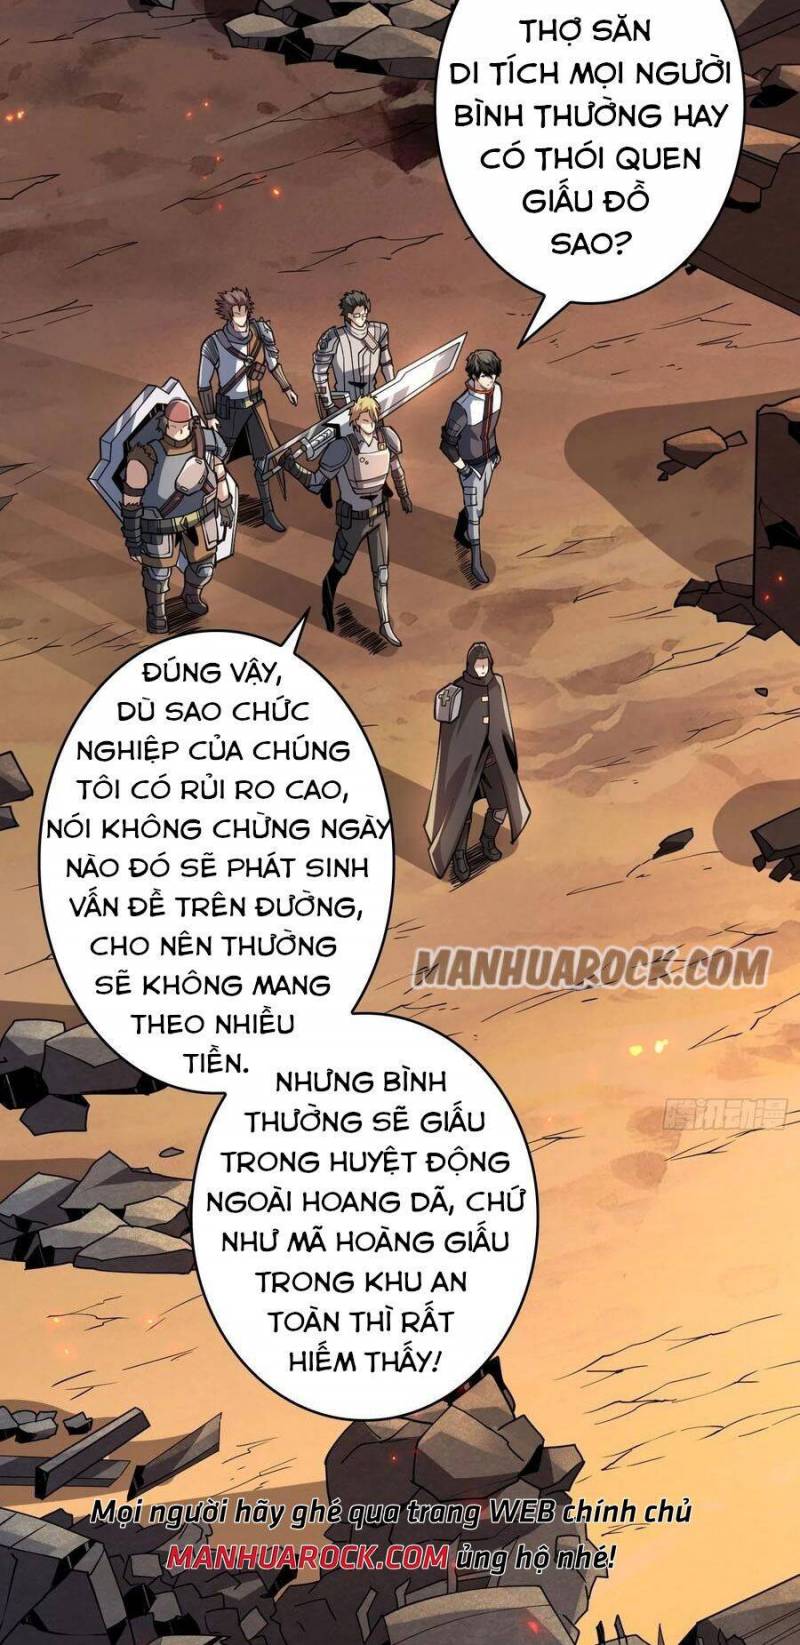 THỢ SĂN
DI TÍCH MỌI NGƯỜI
BÌNH THƯỜNG HAY
CÓ THÓI QUEN
GIẤU ĐỒ
SAO?
ĐÚNG VẬY,
DÙ SAO CHỨC
NGHIỆP CỦA CHÚNG
TÔI CÓ RỦI RO CAO,
NÓI KHÔNG CHỪNG NGÀY
NÀO ĐÓ SẼ PHÁT SINH
VẤN ĐỀ TRÊN ĐƯỜNG,
CHO NÊN THƯỜNG
SẼ KHÔNG MANG
THEO NHIỀU
TIỀN.
MANHUAROCK.COM
NHƯNG BÌNH
THƯỜNG SẼ GIẤU
TRONG HUYỆT ĐỘNG
NGOÀI HOANG DÃ, CHỨ
NHƯ MÃ HOÀNG GIẤU
TRONG KHU AN
TOÀN THÌ RẤT
HIẾM THẤY!
腾讯动漫
Mọi người hãy ghé qua trang WEB chính chủ
MANHUAROCK.COM ủng hộ nhé!